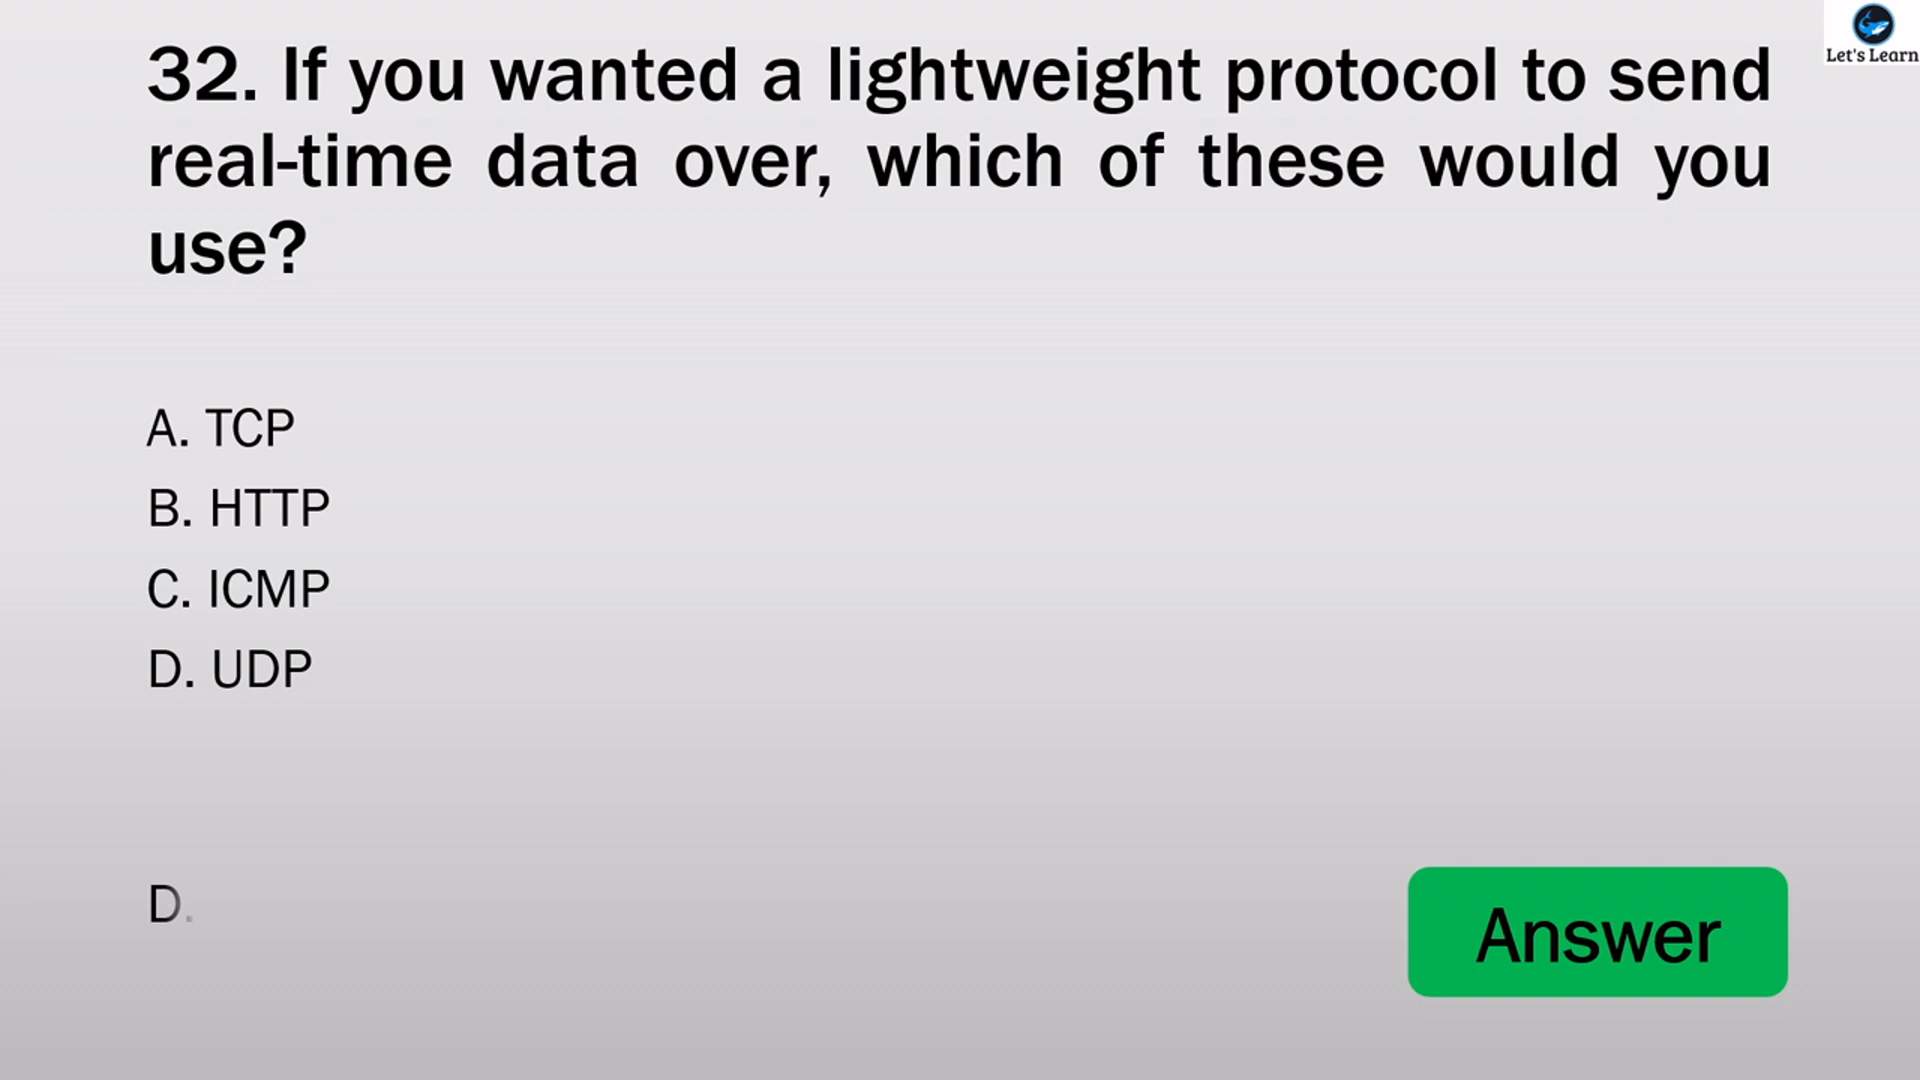 Let's Learn
32. If you wanted a lightweight protocol to send
real-time data over, which of these would you
use?
A. TCP
B. HTTP
C. ICMP
D. UDP
D.
Answer